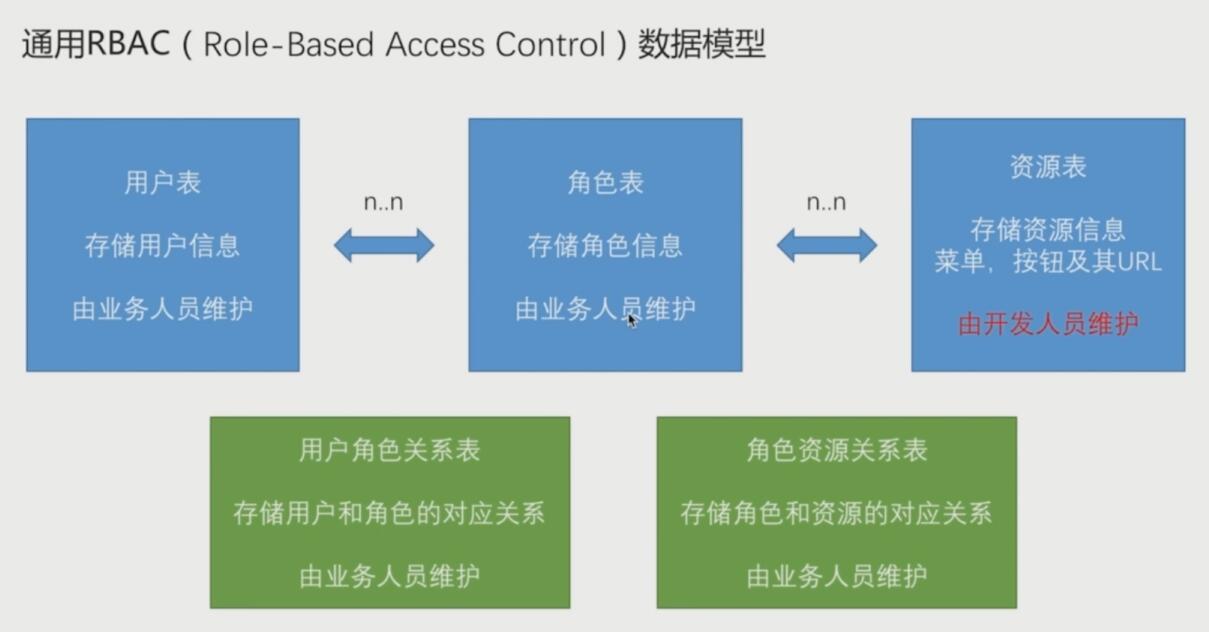 通用RBAC（Role-Based Access Control）数据模型
用户表
存储用户信息
由业务人员维护
n..n
角色表
存储角色信息
由业务人员维护
n..n
资源表
存储资源信息
菜单，按钮及其URL
由开发人员维护
用户角色关系表
存储用户和角色的对应关系
由业务人员维护
角色资源关系表
存储角色和资源的对应关系
由业务人员维护